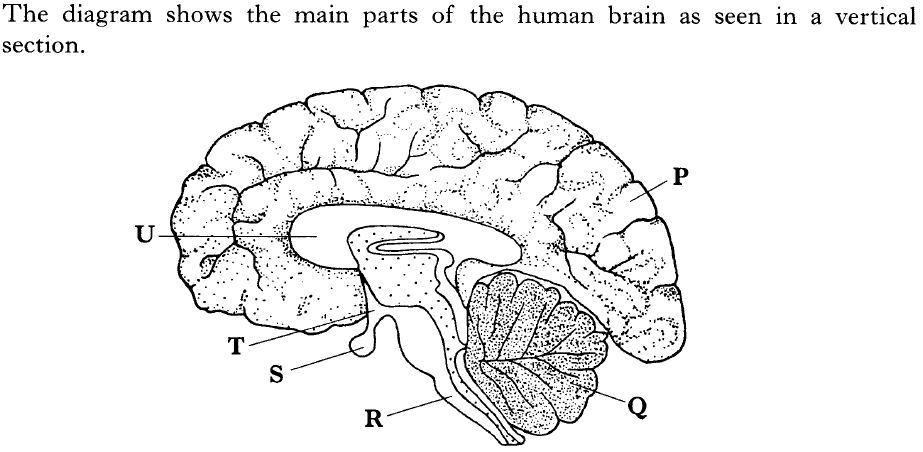 The diagram shows the main parts of the human brain as seen in a vertical
section.
P
U
T
S
R
Q